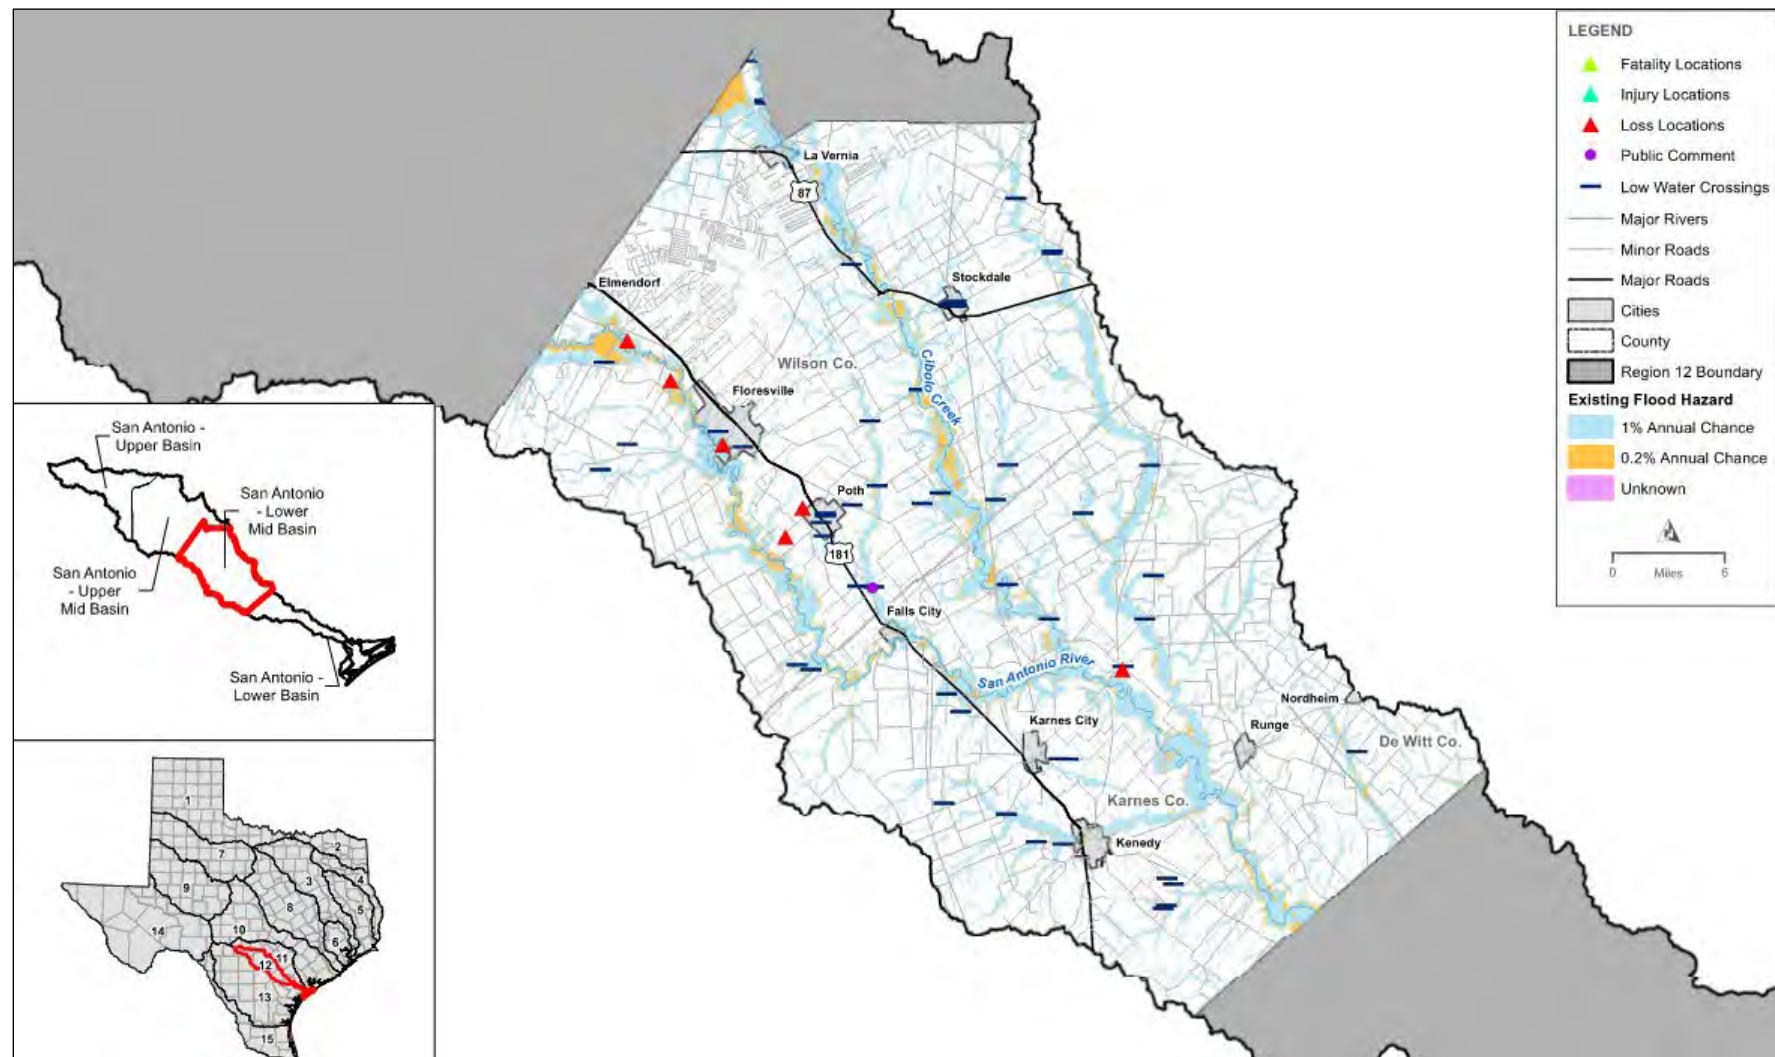 LEGEND
Fatality Locations
Injury Locations
Loss Locations
Public Comment
Low Water Crossings
Major Rivers
Minor Roads
Major Roads
Cities
County
Region 12 Boundary
Existing Flood Hazard
1% Annual Chance
0.2% Annual Chance
Unknown
0 Miles 6
La Vernia
87
Elmendorf
Stockdale
Wilson Co.
Cibolo Creek
Floresville
Poth
181
Falls City
San Antonio River
Nordheim
Karnes City
Runge
De Witt Co.
Karnes Co.
Kenedy
San Antonio -
Upper Basin
San Antonio
- Lower
Mid Basin
San Antonio
- Upper
Mid Basin
San Antonio -
Lower Basin
1
2
7
3
4
9
8
5
14
10
6
11
12
13
15